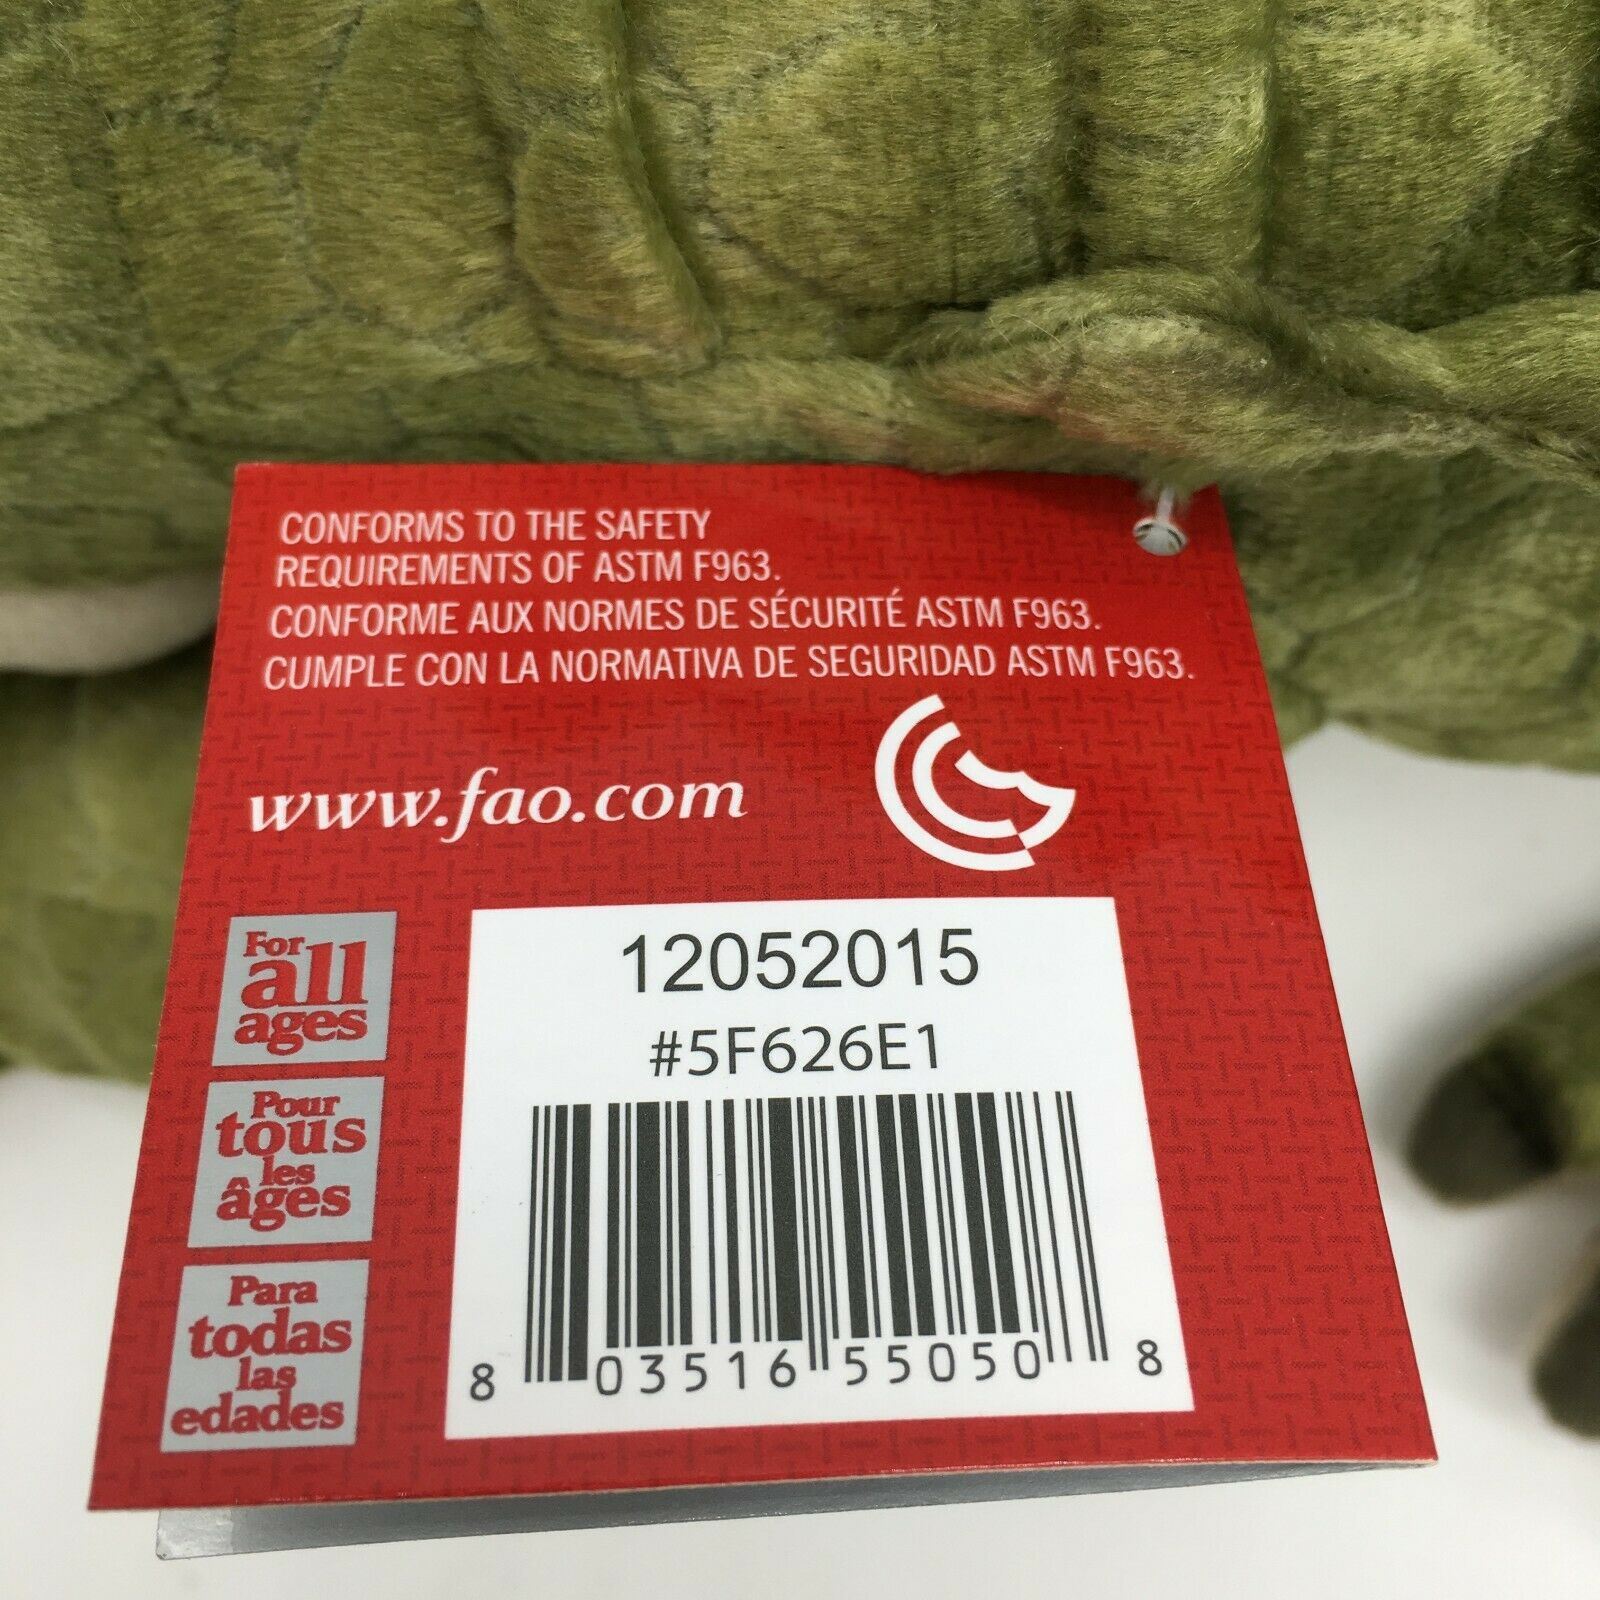 CONFORMS TO THE SAFETY
REQUIREMENTS OF ASTM F963.
CONFORME AUX NORMES DE SÉCURITÉ ASTM F963.
CUMPLE CON LA NORMATIVA DE SEGURIDAD ASTM F963.
www.fao.com
For
all
ages
Pour
tous
les
âges
Para
todas
las
edades
12052015
#5F626E1
8 03516 55050 8